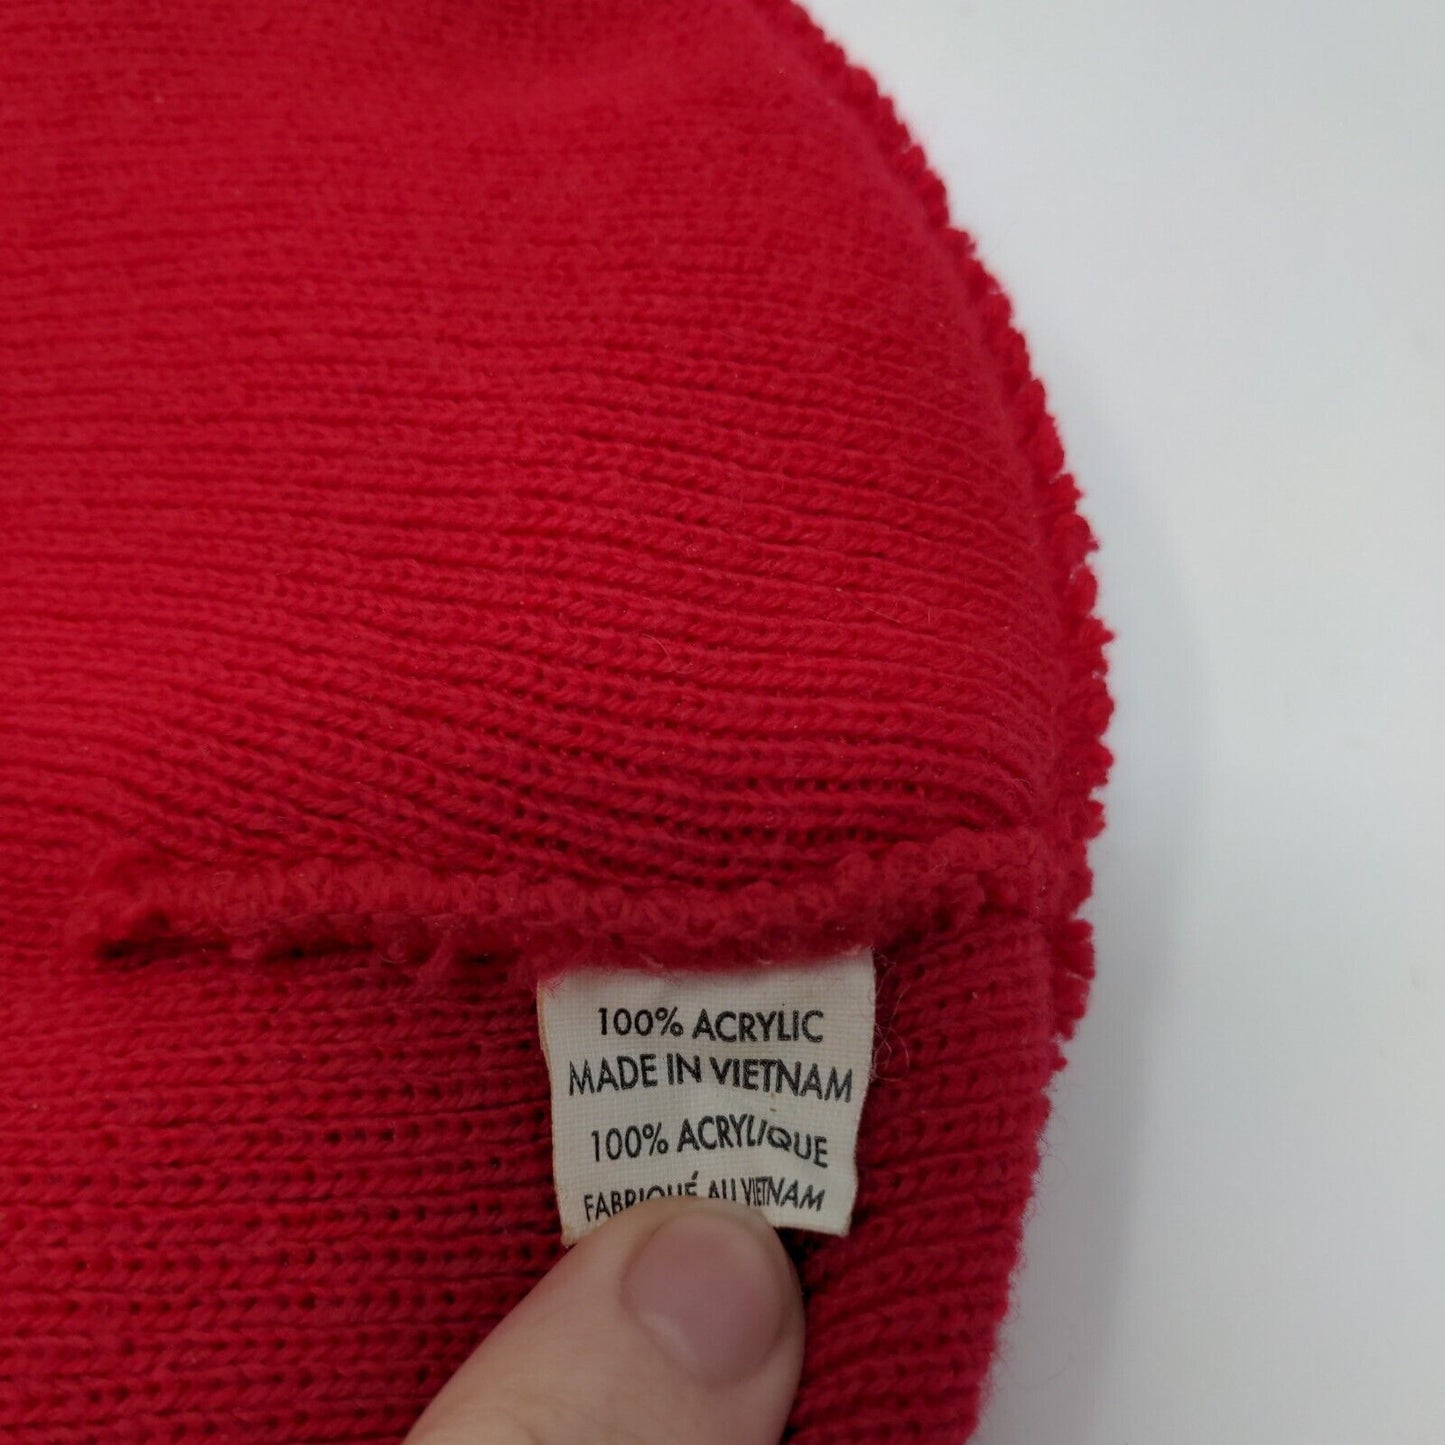 100% ACRYLIC
MADE IN VIETNAM
100% ACRYLIQUE
FABRIQUÉ AU VIETNAM